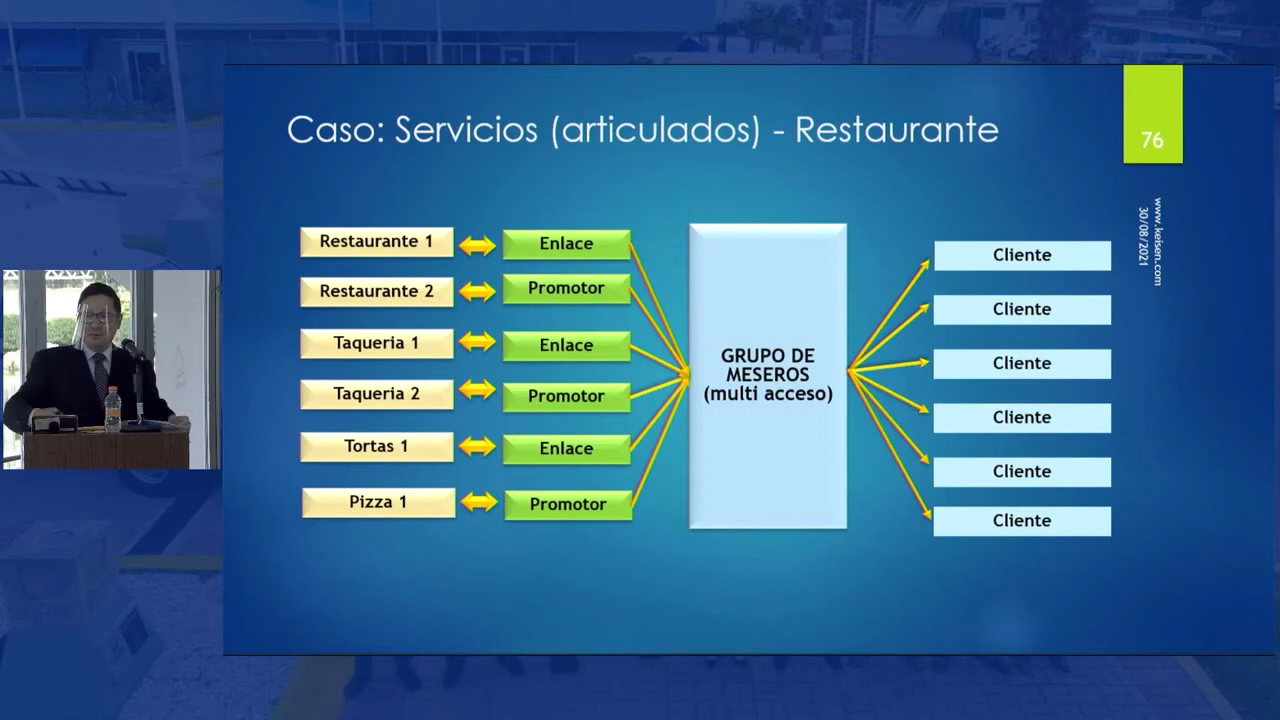 Caso: Servicios (articulados) - Restaurante
76
www.keisen.com
30/08/2021
Restaurante 1
Enlace
Restaurante 2
Promotor
Taqueria 1
Enlace
Taqueria 2
Promotor
Tortas 1
Enlace
Pizza 1
Promotor
GRUPO DE
MESEROS
(multi acceso)
Cliente
Cliente
Cliente
Cliente
Cliente
Cliente